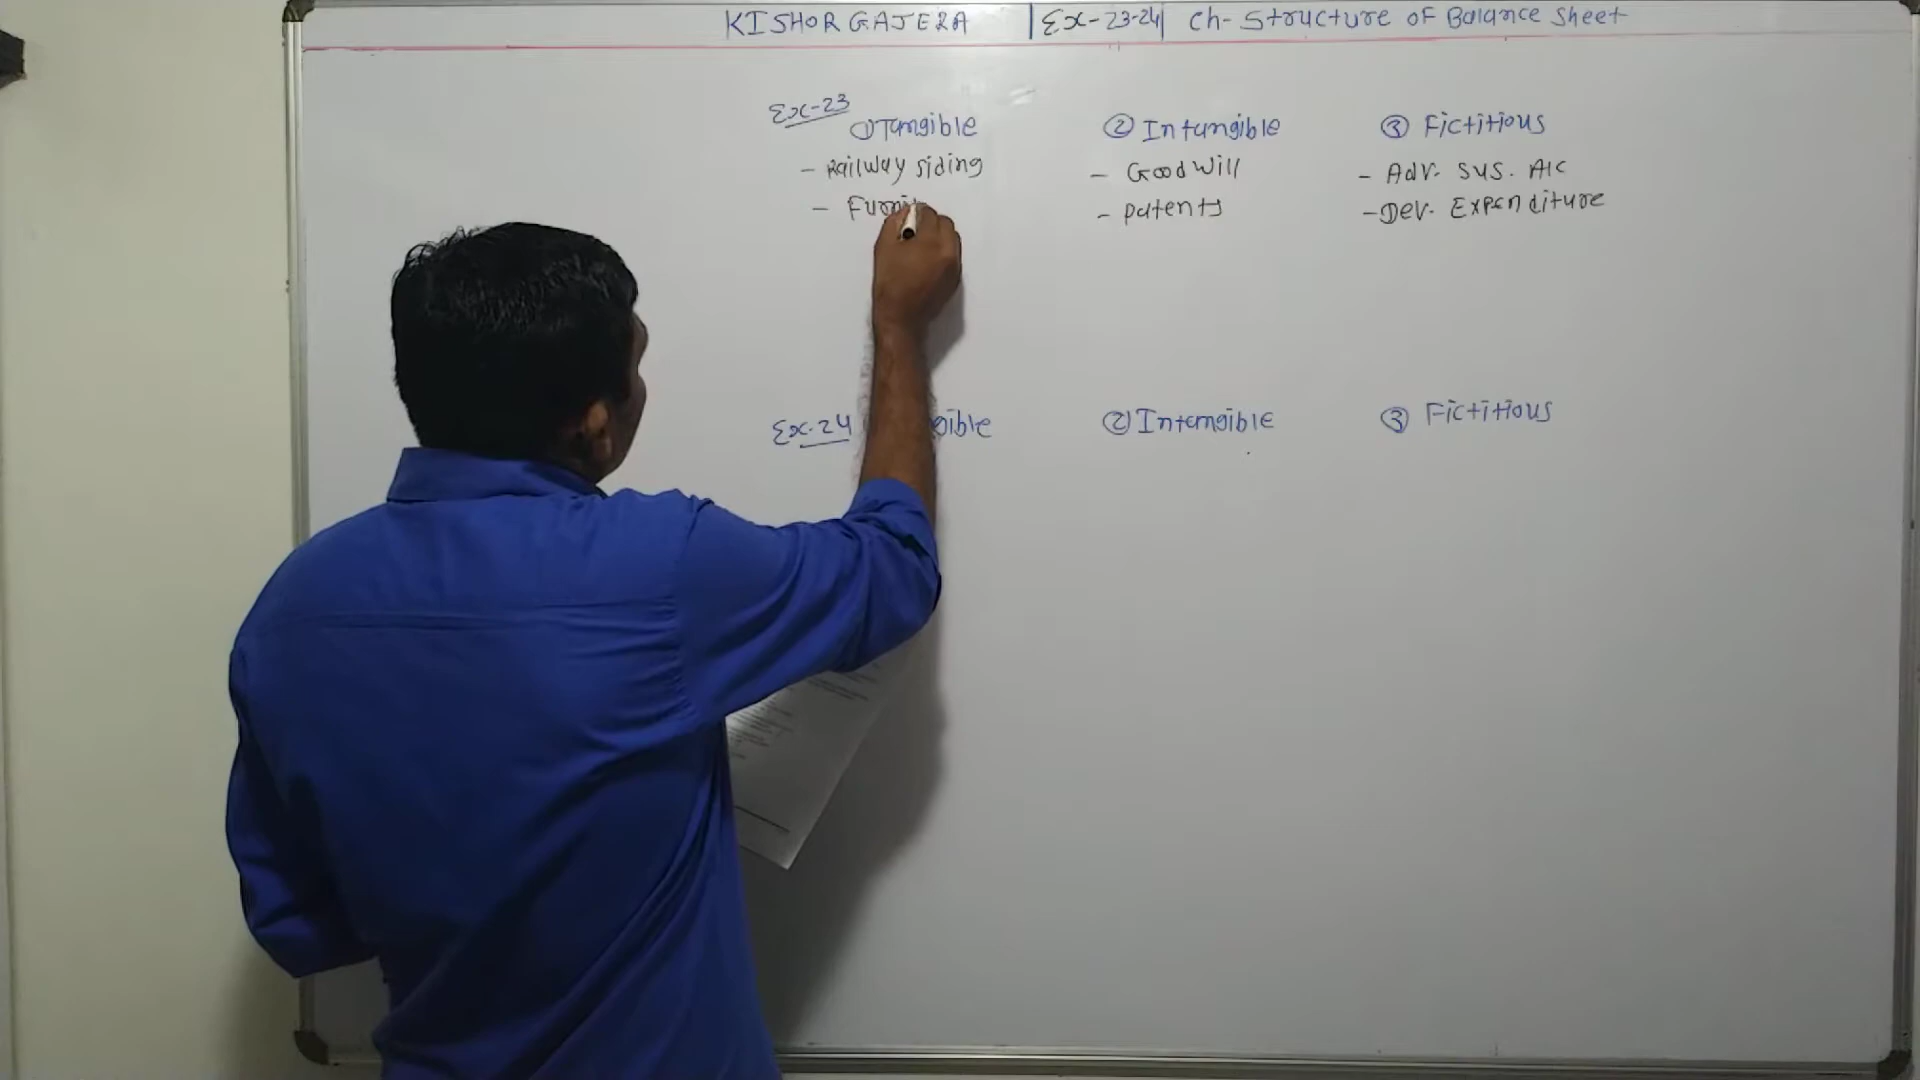 KISHOR GAJERA | Ex-23-24 | Ch- Structure of Balance Sheet
Ex-23
① Tangible ② Intangible ③ Fictitious
- Railway siding - Good Will - Adv. Sus. A/c
- Furni - patents - Dev. Expenditure
Ex-24 gible ② Intangible ③ Fictitious